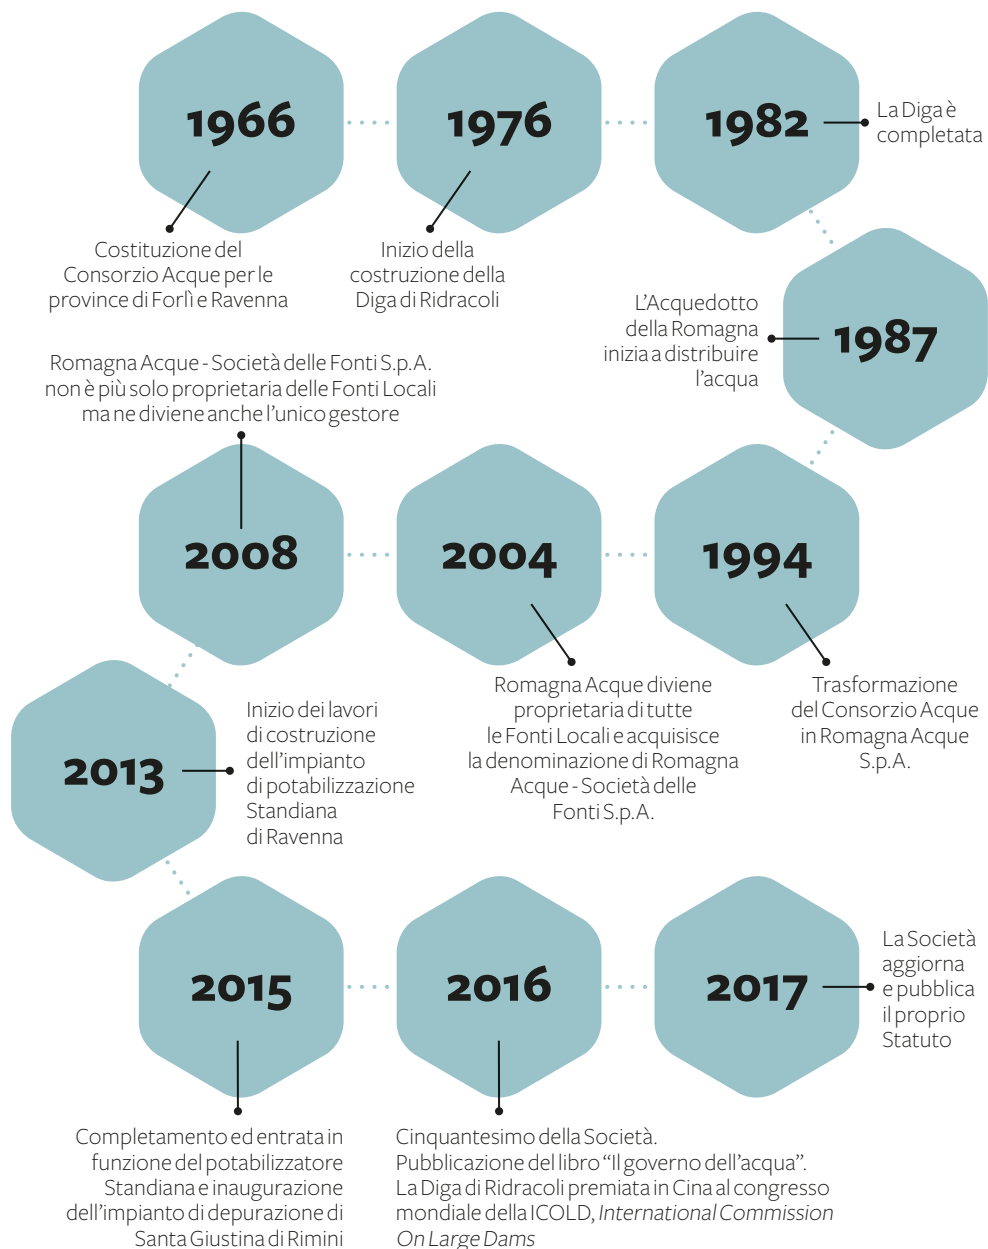 1966
Costituzione del
Consorzio Acque per le
province di Forlì e Ravenna
1976
Inizio della
costruzione della
Diga di Ridracoli
1982
La Diga è
completata
1987
L’Acquedotto
della Romagna
inizia a distribuire
l’acqua
1994
Trasformazione
del Consorzio Acque
in Romagna Acque
S.p.A.
2004
Romagna Acque diviene
proprietaria di tutte
le Fonti Locali e acquisisce
la denominazione di Romagna
Acque - Società delle
Fonti S.p.A.
Romagna Acque - Società delle Fonti S.p.A.
non è più solo proprietaria delle Fonti Locali
ma ne diviene anche l’unico gestore
2008
2013
Inizio dei lavori
di costruzione
dell’impianto
di potabilizzazione
Standiana
di Ravenna
2015
Completamento ed entrata in
funzione del potabilizzatore
Standiana e inaugurazione
dell’impianto di depurazione di
Santa Giustina di Rimini
2016
Cinquantesimo della Società.
Pubblicazione del libro “Il governo dell’acqua”.
La Diga di Ridracoli premiata in Cina al congresso
mondiale della ICOLD, International Commission
On Large Dams
2017
La Società
aggiorna
e pubblica
il proprio
Statuto